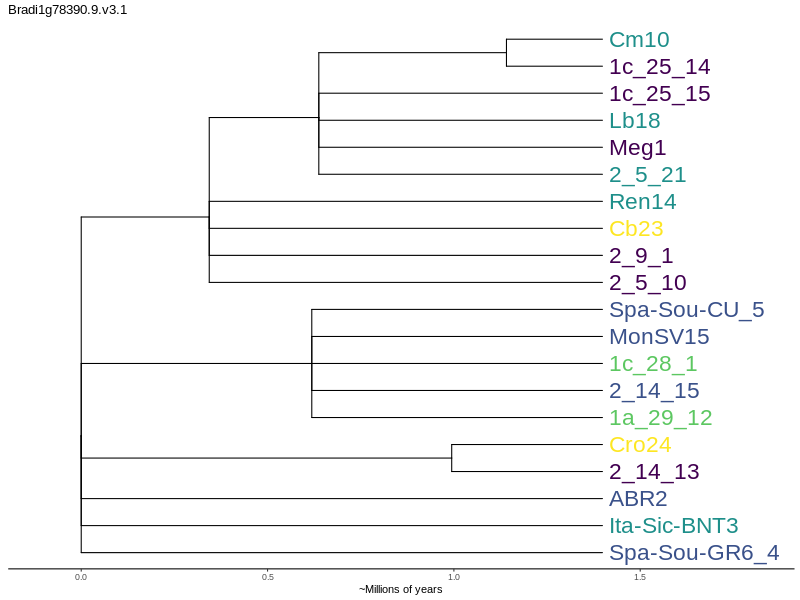 Bradi1g78390.9.v3.1
Cm10
1c_25_14
1c_25_15
Lb18
Meg1
2_5_21
Ren14
Cb23
2_9_1
2_5_10
Spa-Sou-CU_5
MonSV15
1c_28_1
2_14_15
1a_29_12
Cro24
2_14_13
ABR2
Ita-Sic-BNT3
Spa-Sou-GR6_4
0.0 0.5 1.0 1.5
~Millions of years